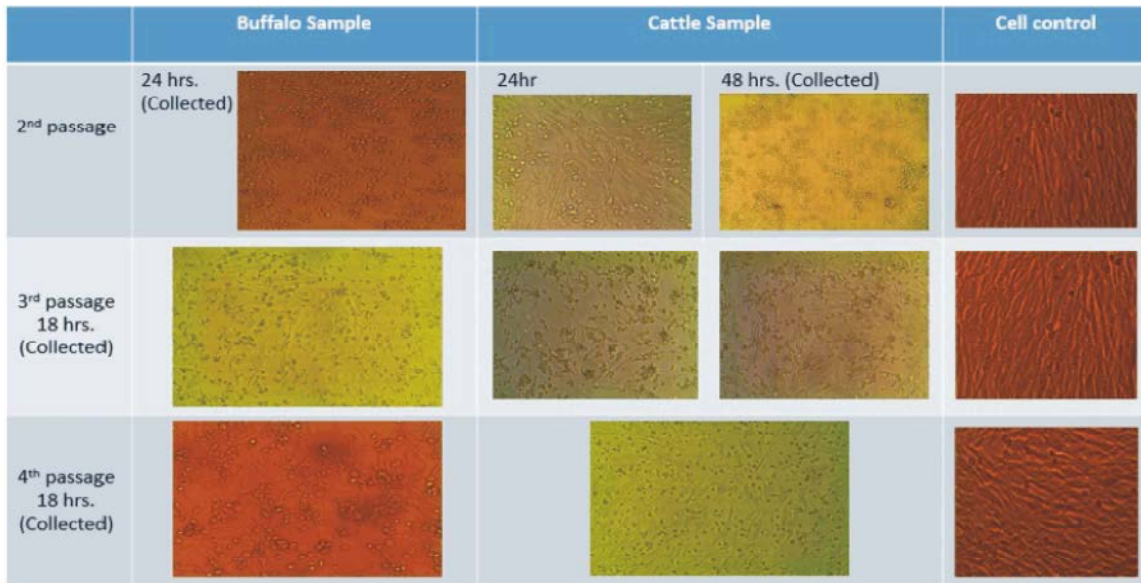 Buffalo Sample
Cattle Sample
Cell control
2nd passage
24 hrs.
(Collected)
24hr
48 hrs. (Collected)
3rd passage
18 hrs.
(Collected)
4th passage
18 hrs.
(Collected)